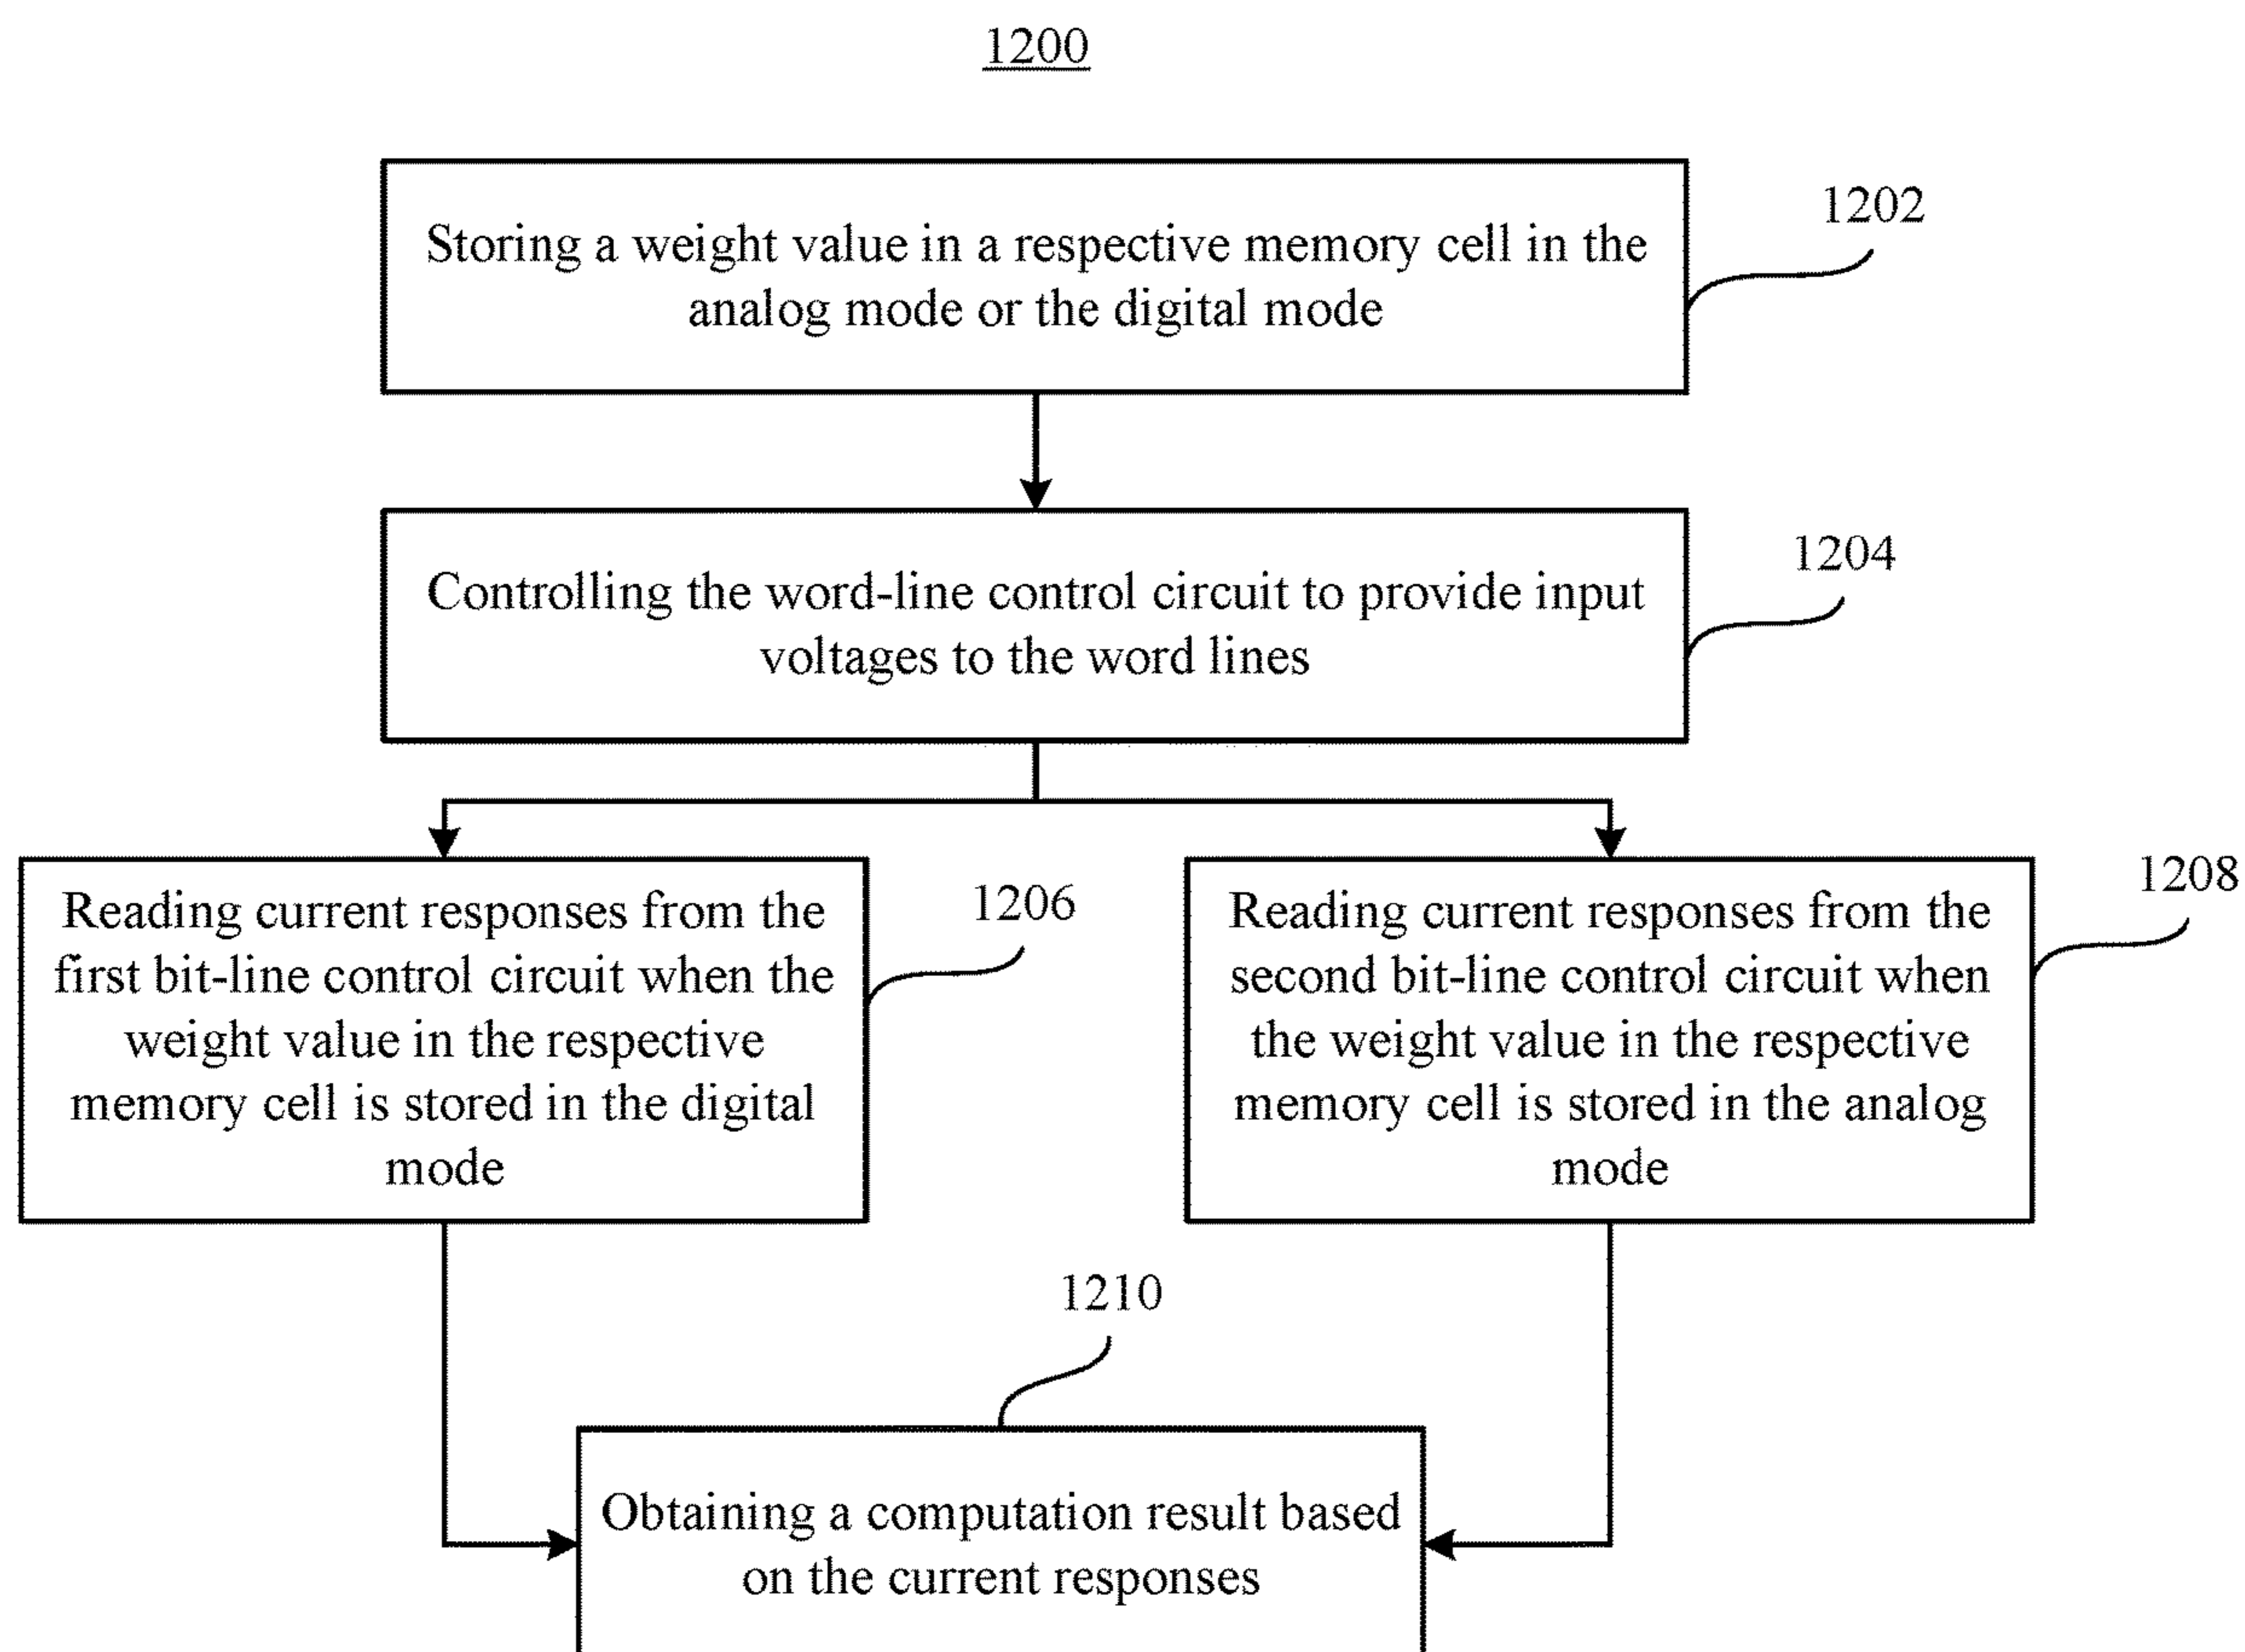 1200
Storing a weight value in a respective memory cell in the
analog mode or the digital mode
1202
Controlling the word-line control circuit to provide input
voltages to the word lines
1204
Reading current responses from the
first bit-line control circuit when the
weight value in the respective
memory cell is stored in the digital
mode
1206
Reading current responses from the
second bit-line control circuit when
the weight value in the respective
memory cell is stored in the analog
mode
1208
1210
Obtaining a computation result based
on the current responses